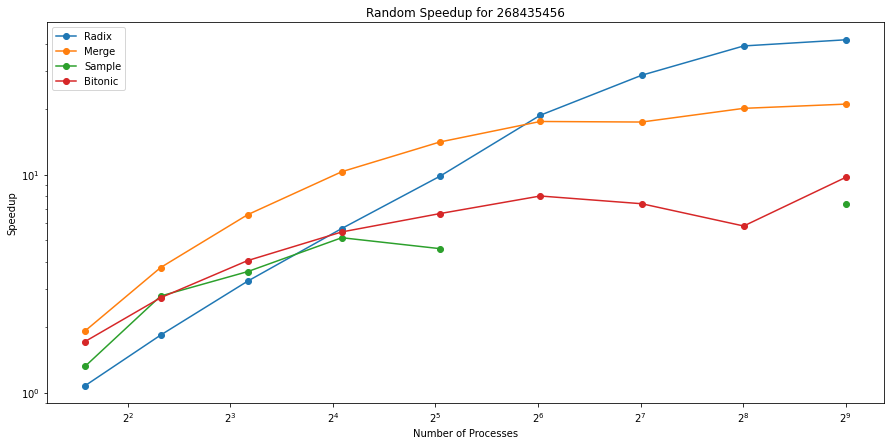 Random Speedup for 268435456
Radix
Merge
Sample
Bitonic
10¹
10⁰
Speedup
2² 2³ 2⁴ 2⁵ 2⁶ 2⁷ 2⁸ 2⁹
Number of Processes